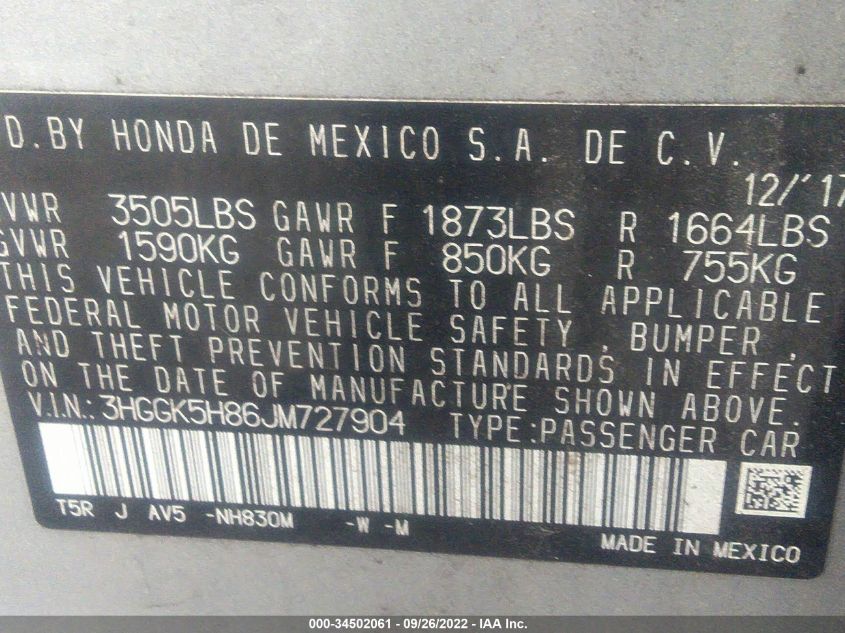 D.BY HONDA DE MEXICO S.A. DE C.V.
12/'17
VWR 3505LBS GAWR F 1873LBS R 1664LBS
GVWR 1590KG GAWR F 850KG R 755KG
THIS VEHICLE CONFORMS TO ALL APPLICABLE
FEDERAL MOTOR VEHICLE SAFETY , BUMPER ,
AND THEFT PREVENTION STANDARDS IN EFFECT
ON THE DATE OF MANUFACTURE SHOWN ABOVE.
V.I.N.: 3HGGK5H86JM727904 TYPE:PASSENGER CAR
T5R J AV5 -NH830M -W -M
MADE IN MEXICO
000-34502061 - 09/26/2022 - IAA Inc.